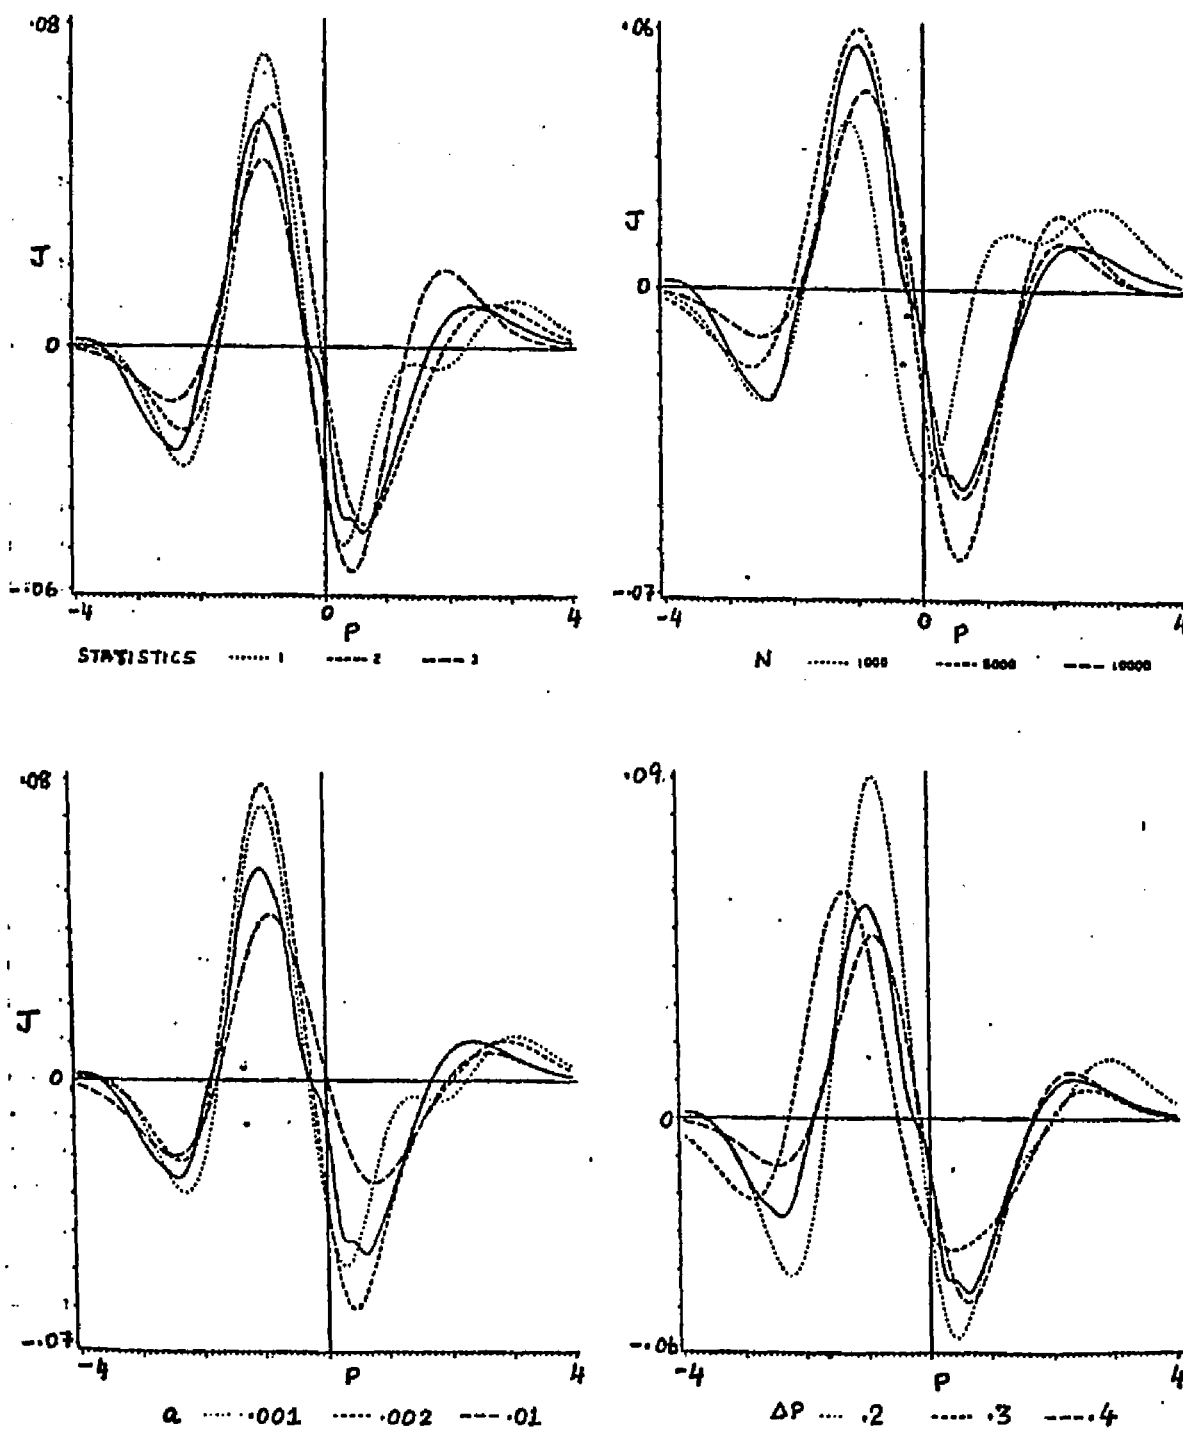 .08
J
0
-.06
-4 0 4
P
STATISTICS ........ 1 ----- 2 ---- 3
.06
J
0
-.07
-4 0 4
P
N ........ 1000 ----- 5000 ---- 10000
.08
J
0
-.07
-4 4
P
a ..... .001 ----- .002 ---- .01
.09
0
-.06
-4 4
P
ΔP .... .2 ----- .3 ---- .4